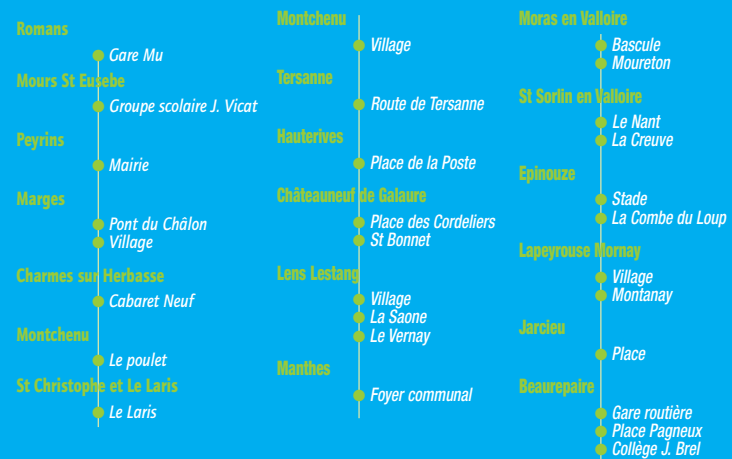 Romans
Gare Mu
Mours St Eusebe
Groupe scolaire J. Vicat
Peyrins
Mairie
Marges
Pont du Châlon
Village
Charmes sur Herbasse
Cabaret Neuf
Montchenu
Le poulet
St Christophe et Le Laris
Le Laris
Montchenu
Village
Tersanne
Route de Tersanne
Hauterives
Place de la Poste
Châteauneuf de Galaure
Place des Cordeliers
St Bonnet
Lens Lestang
Village
La Saone
Le Vernay
Manthes
Foyer communal
Moras en Valloire
Bascule
Moureton
St Sorlin en Valloire
Le Nant
La Creuve
Epinouze
Stade
La Combe du Loup
Lapeyrouse Mornay
Village
Montanay
Jarcieu
Place
Beaurepaire
Gare routière
Place Pagneux
Collège J. Brel